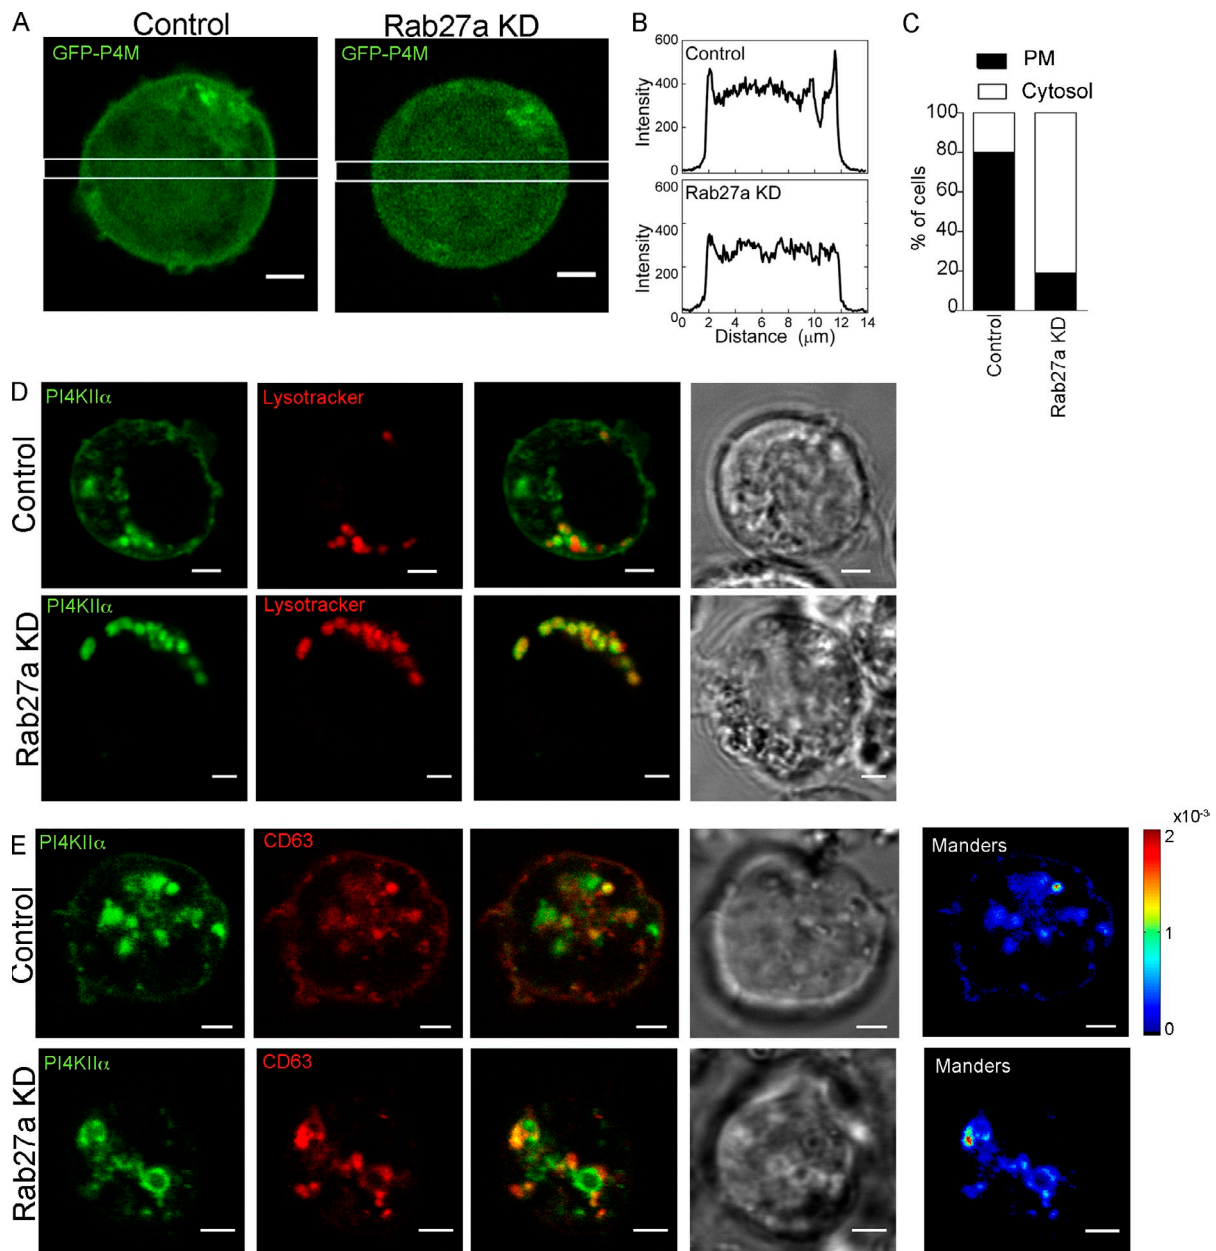 A
Control
Rab27a KD
GFP-P4M
GFP-P4M
B
600
Control
400
200
0
Intensity
600
Rab27a KD
400
200
0
Intensity
0 2 4 6 8 10 12 14
Distance (μm)
C
PM
Cytosol
100
80
60
40
20
0
% of cells
Control
Rab27a KD
D
Control
PI4KIIα
Lysotracker
Rab27a KD
PI4KIIα
Lysotracker
E
Control
PI4KIIα
CD63
Manders
x10⁻³
2
1
0
Rab27a KD
PI4KIIα
CD63
Manders